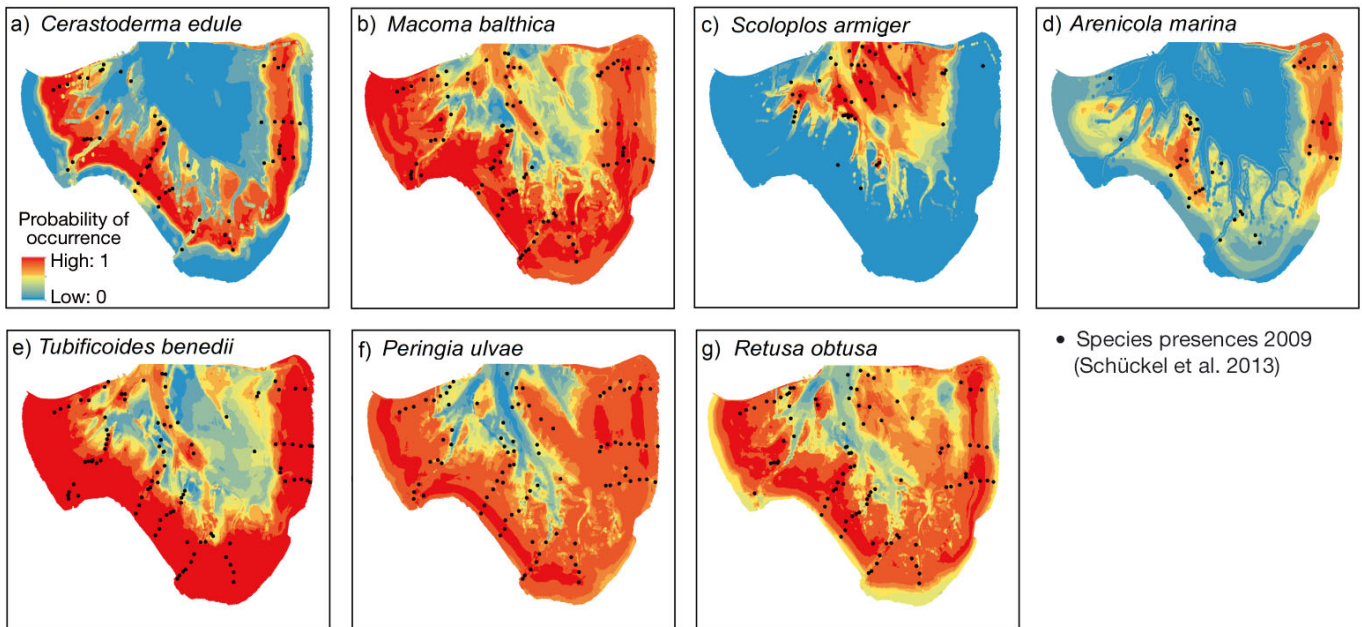 a) Cerastoderma edule
b) Macoma balthica
c) Scoloplos armiger
d) Arenicola marina
Probability of
occurrence
High: 1
Low: 0
e) Tubificoides benedii
f) Peringia ulvae
g) Retusa obtusa
• Species presences 2009
(Schückel et al. 2013)